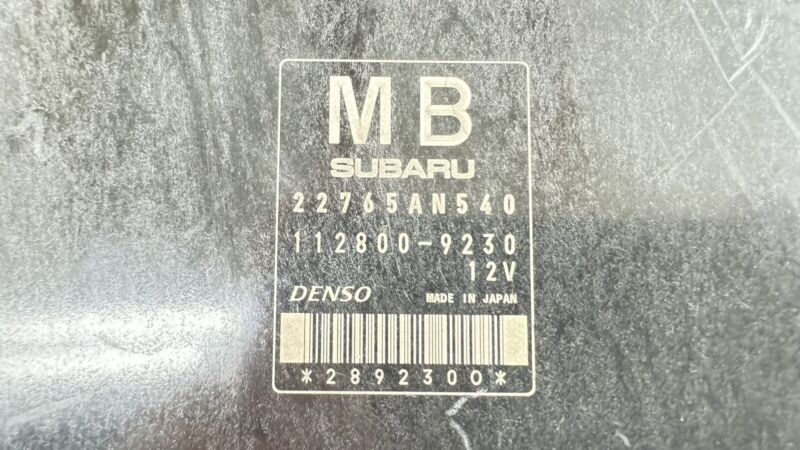 MB
SUBARU
22765AN540
112800-9230
12V
DENSO MADE IN JAPAN
*2892300*